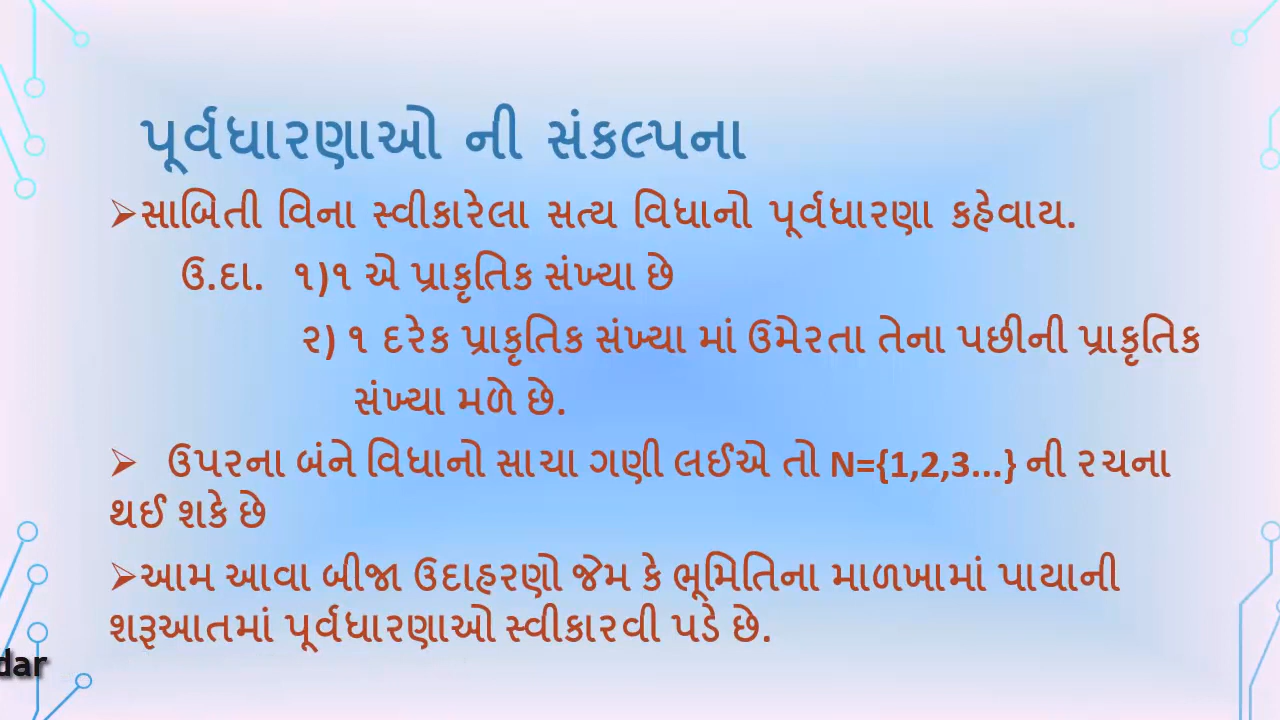 પૂર્વધારણાઓ ની સંકલ્પના
➢સાબિતી વિના સ્વીકારેલા સત્ય વિધાનો પૂર્વધારણા કહેવાય.
ઉ.દા. ૧)૧ એ પ્રાકૃતિક સંખ્યા છે
૨) ૧ દરેક પ્રાકૃતિક સંખ્યા માં ઉમેરતા તેના પછીની પ્રાકૃતિક
સંખ્યા મળે છે.
➢ ઉપરના બંને વિધાનો સાચા ગણી લઈએ તો N={1,2,3...} ની રચના
થઈ શકે છે
➢આમ આવા બીજા ઉદાહરણો જેમ કે ભૂમિતિના માળખામાં પાયાની
શરૂઆતમાં પૂર્વધારણાઓ સ્વીકારવી પડે છે.
dar